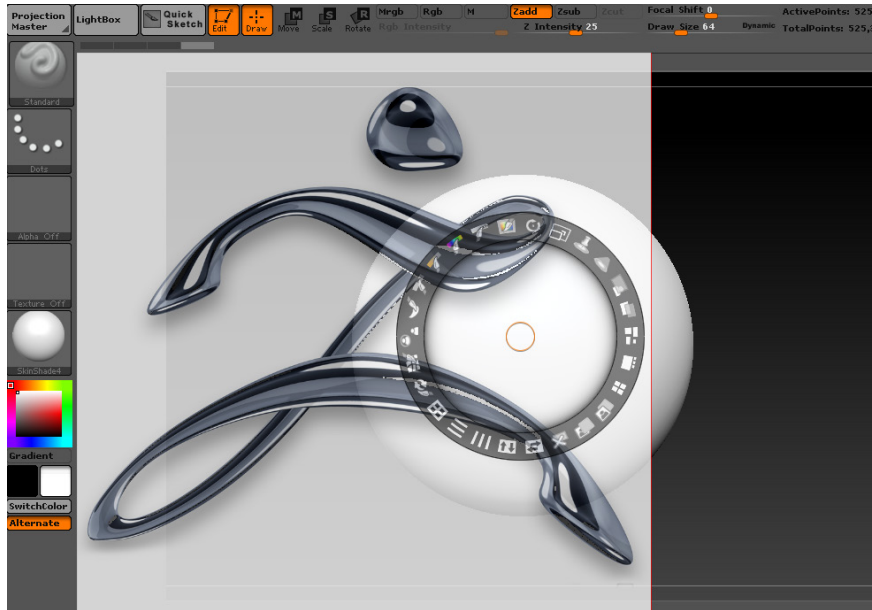 Projection Master
LightBox
Quick Sketch
Edit
Draw
Move
Scale
Rotate
Mrgb Rgb M
Rgb Intensity
Zadd Zsub Zcut
Z Intensity 25
Focal Shift 0
Draw Size 64 Dynamic
ActivePoints: 525
TotalPoints: 525,
Standard
Dots
Alpha Off
Texture Off
SkinShade4
Gradient
SwitchColor
Alternate